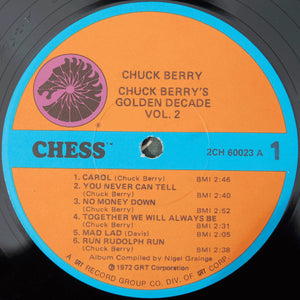 CHUCK BERRY
CHUCK BERRY'S
GOLDEN DECADE
VOL. 2
CHESS™
2CH 60023 A 1
1. CAROL (Chuck Berry) BMI 2:46
2. YOU NEVER CAN TELL
(Chuck Berry) BMI 2:40
3. NO MONEY DOWN
(Chuck Berry) BMI 2:52
4. TOGETHER WE WILL ALWAYS BE
(Chuck Berry) BMI 2:31
5. MAD LAD (Davis) BMI 2:05
6. RUN RUDOLPH RUN
(Chuck Berry) BMI 2:38
Album Compiled by Nigel Grainge
℗ 1972 GRT Corporation
A GRT RECORD GROUP CO. DIV. OF GRT CORP.